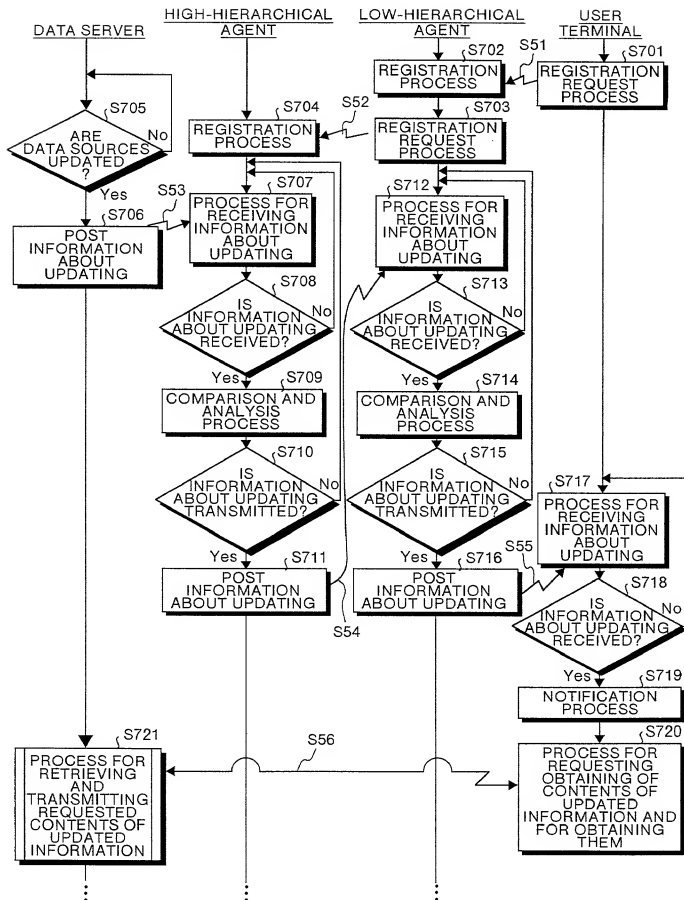 DATA SERVER
HIGH-HIERARCHICAL
AGENT
LOW-HIERARCHICAL
AGENT
USER
TERMINAL
S705
ARE
DATA SOURCES
UPDATED
?
No
Yes
S706
POST
INFORMATION
ABOUT
UPDATING
S53
S721
PROCESS FOR
RETRIEVING
AND
TRANSMITTING
REQUESTED
CONTENTS OF
UPDATED
INFORMATION
S704
REGISTRATION
PROCESS
S52
S707
PROCESS FOR
RECEIVING
INFORMATION
ABOUT
UPDATING
S708
IS
INFORMATION
ABOUT UPDATING
RECEIVED?
No
Yes
S709
COMPARISON AND
ANALYSIS
PROCESS
S710
IS
INFORMATION
ABOUT UPDATING
TRANSMITTED?
No
Yes
S711
POST
INFORMATION
ABOUT UPDATING
S54
S56
S702
REGISTRATION
PROCESS
S51
S703
REGISTRATION
REQUEST
PROCESS
S712
PROCESS FOR
RECEIVING
INFORMATION
ABOUT
UPDATING
S713
IS
INFORMATION
ABOUT UPDATING
RECEIVED?
No
Yes
S714
COMPARISON AND
ANALYSIS
PROCESS
S715
IS
INFORMATION
ABOUT UPDATING
TRANSMITTED?
No
Yes
S716
POST
INFORMATION
ABOUT UPDATING
S55
S701
REGISTRATION
REQUEST
PROCESS
S717
PROCESS FOR
RECEIVING
INFORMATION
ABOUT
UPDATING
S718
IS
INFORMATION
ABOUT UPDATING
RECEIVED?
No
Yes
S719
NOTIFICATION
PROCESS
S720
PROCESS FOR
REQUESTING
OBTAINING OF
CONTENTS OF
UPDATED
INFORMATION AND
FOR OBTAINING
THEM